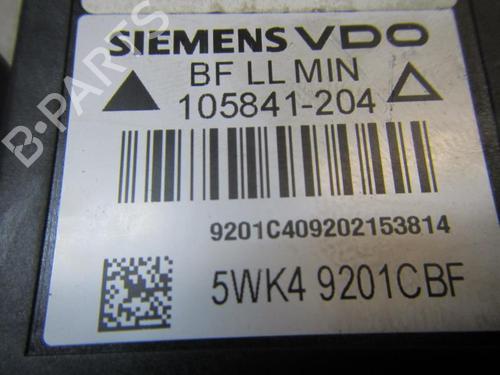 SIEMENS VDO
BF LL MIN
105841-204
9201C409202153814
5WK4 9201CBF
B-PARTS